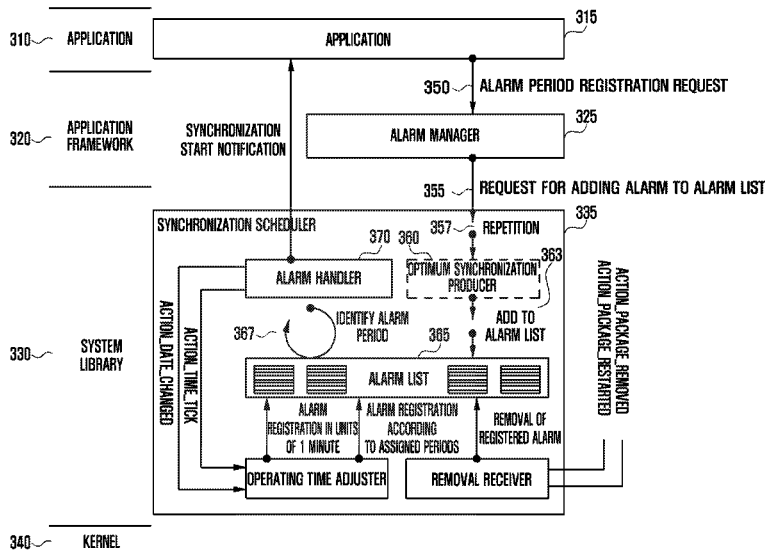 310
APPLICATION
APPLICATION
315
350
ALARM PERIOD REGISTRATION REQUEST
320
APPLICATION
FRAMEWORK
SYNCHRONIZATION
START NOTIFICATION
ALARM MANAGER
325
355
REQUEST FOR ADDING ALARM TO ALARM LIST
SYNCHRONIZATION SCHEDULER
335
357
REPETITION
370
ALARM HANDLER
360
OPTIMUM SYNCHRONIZATION
PRODUCER
363
ADD TO
ALARM LIST
367
IDENTIFY ALARM
PERIOD
365
ALARM LIST
330
SYSTEM
LIBRARY
ACTION_DATE_CHANGED
ACTION_TIME_TICK
ACTION_PACKAGE_RESTARTED
ACTION_PACKAGE_REMOVED
ALARM
REGISTRATION IN UNITS
OF 1 MINUTE
ALARM REGISTRATION
ACCORDING
TO ASSIGNED PERIODS
REMOVAL OF
REGISTERED ALARM
OPERATING TIME ADJUSTER
REMOVAL RECEIVER
340
KERNEL